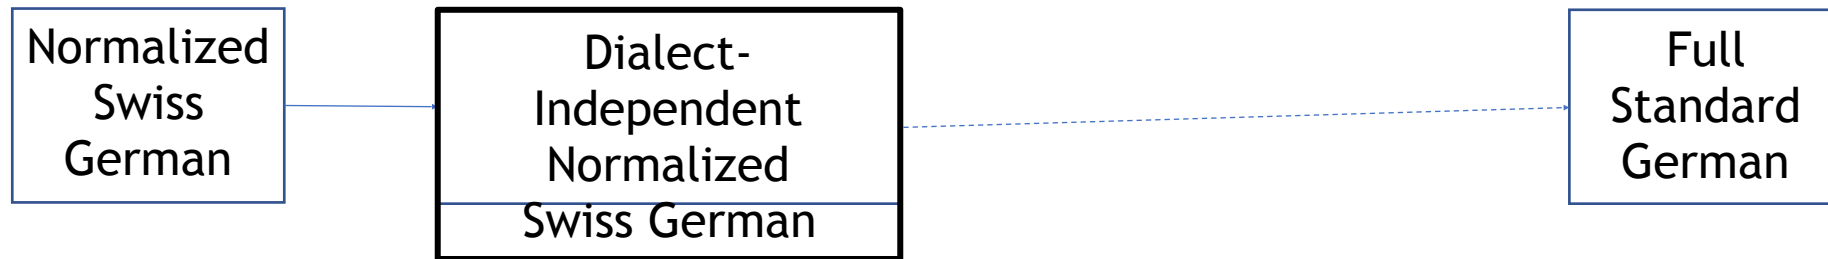 Normalized
Swiss
German
Dialect-
Independent
Normalized
Swiss German
Full
Standard
German